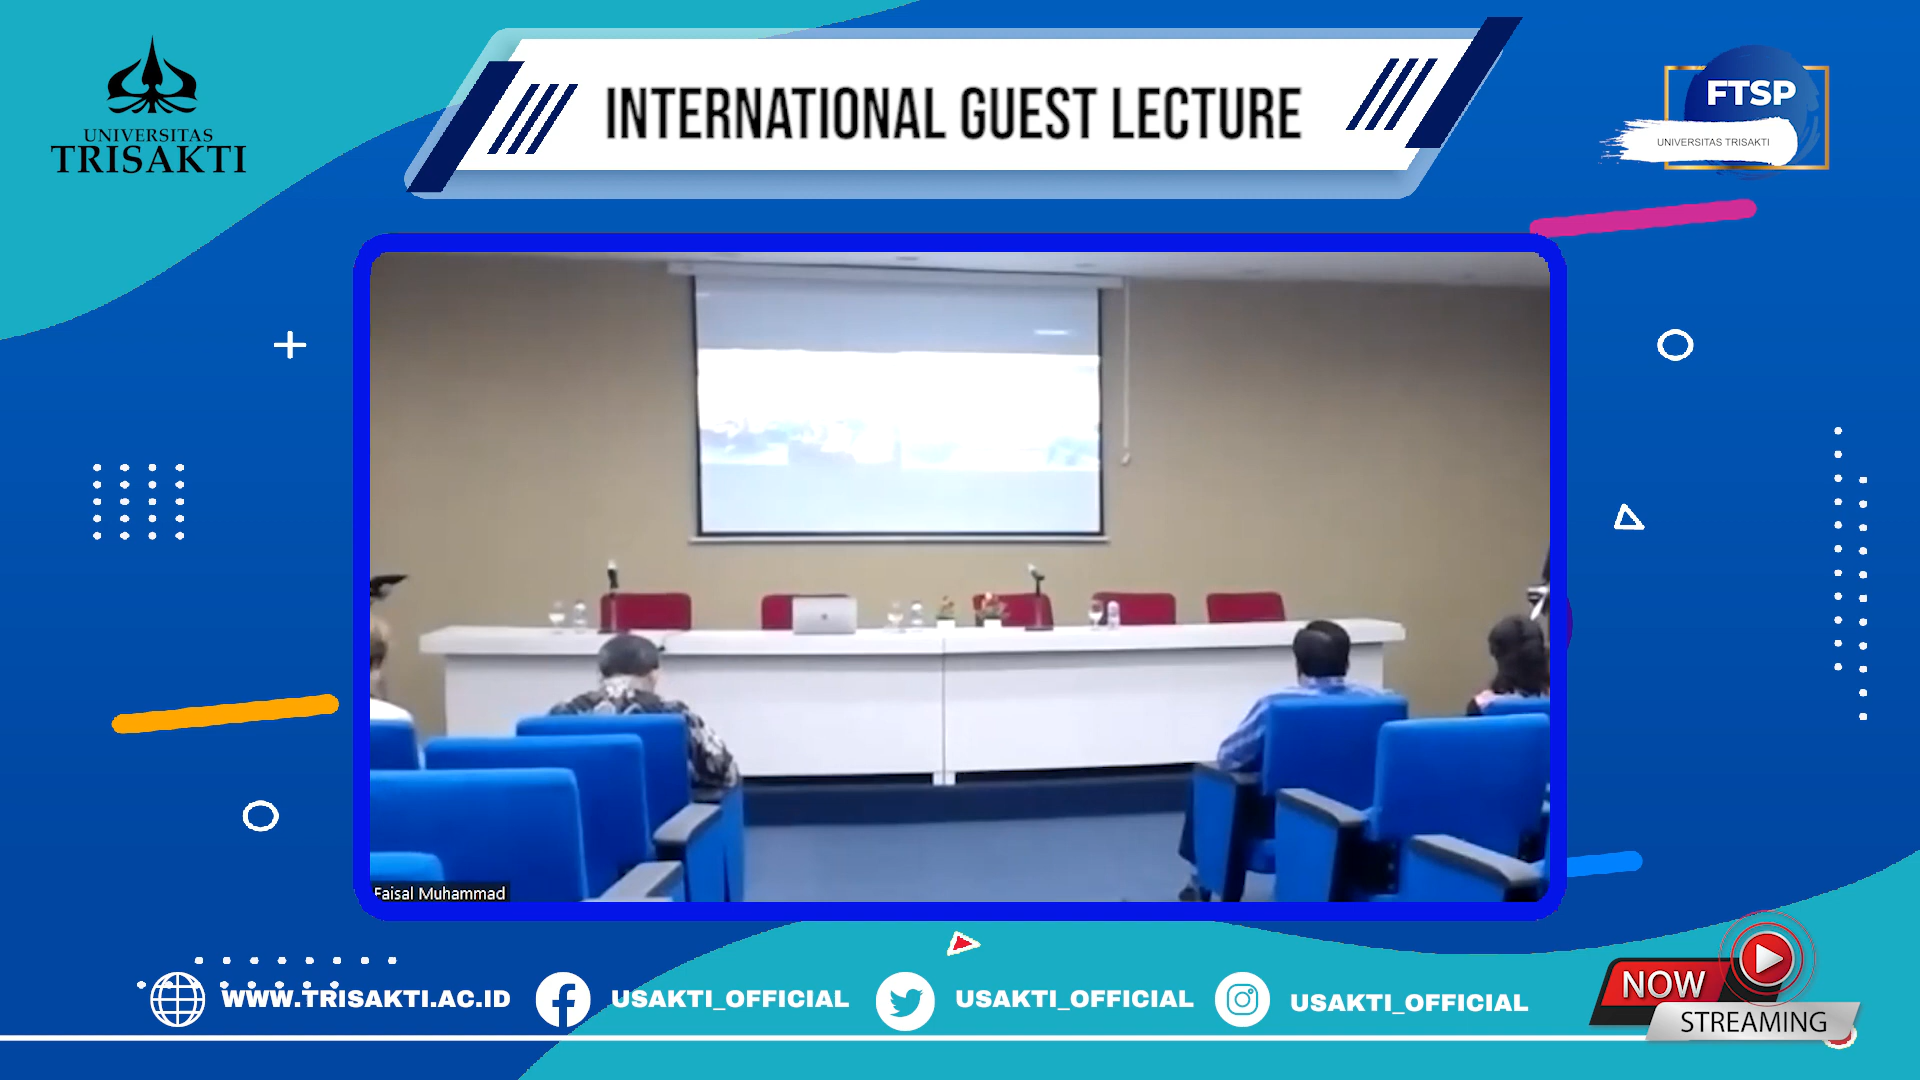 UNIVERSITAS
TRISAKTI
INTERNATIONAL GUEST LECTURE
FTSP
UNIVERSITAS TRISAKTI
Faisal Muhammad
WWW.TRISAKTI.AC.ID
USAKTI_OFFICIAL
USAKTI_OFFICIAL
USAKTI_OFFICIAL
NOW
STREAMING